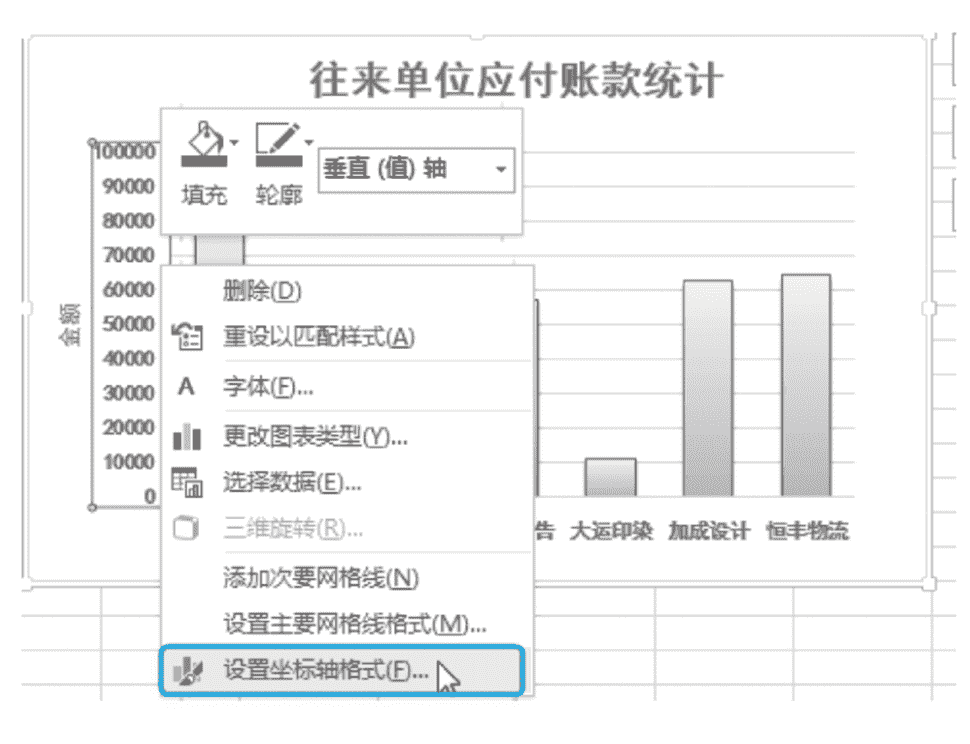 往来单位应付账款统计
填充
轮廓
垂直 (值) 轴
金额
100000
90000
80000
70000
60000
50000
40000
30000
20000
10000
0
删除(D)
重设以匹配样式(A)
A 字体(F)...
更改图表类型(Y)...
选择数据(E)...
三维旋转(R)...
添加次要网格线(N)
设置主要网格线格式(M)...
设置坐标轴格式(F)...
告 大运印染 加成设计 恒丰物流